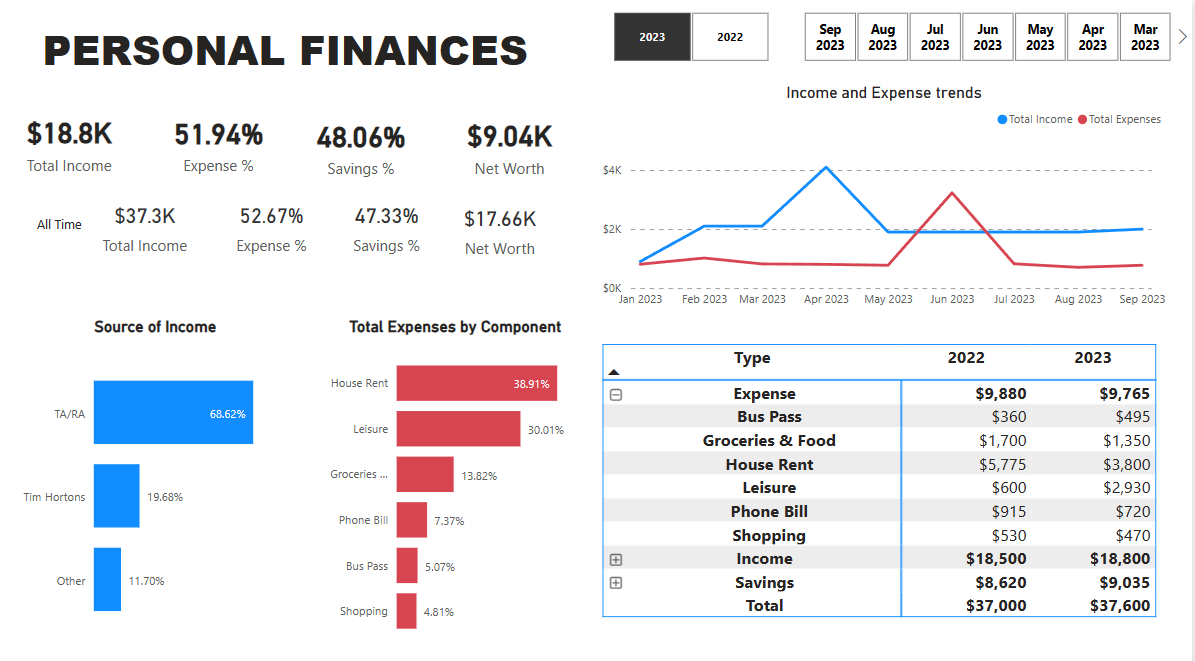 PERSONAL FINANCES
2023
2022
Sep 2023
Aug 2023
Jul 2023
Jun 2023
May 2023
Apr 2023
Mar 2023
$18.8K
Total Income
51.94%
Expense %
48.06%
Savings %
$9.04K
Net Worth
All Time
$37.3K
Total Income
52.67%
Expense %
47.33%
Savings %
$17.66K
Net Worth
Income and Expense trends
Total Income Total Expenses
$4K
$2K
$0K
Jan 2023 Feb 2023 Mar 2023 Apr 2023 May 2023 Jun 2023 Jul 2023 Aug 2023 Sep 2023
Source of Income
TA/RA 68.62%
Tim Hortons 19.68%
Other 11.70%
Total Expenses by Component
House Rent 38.91%
Leisure 30.01%
Groceries ... 13.82%
Phone Bill 7.37%
Bus Pass 5.07%
Shopping 4.81%
Type 2022 2023
Expense $9,880 $9,765
Bus Pass $360 $495
Groceries & Food $1,700 $1,350
House Rent $5,775 $3,800
Leisure $600 $2,930
Phone Bill $915 $720
Shopping $530 $470
Income $18,500 $18,800
Savings $8,620 $9,035
Total $37,000 $37,600